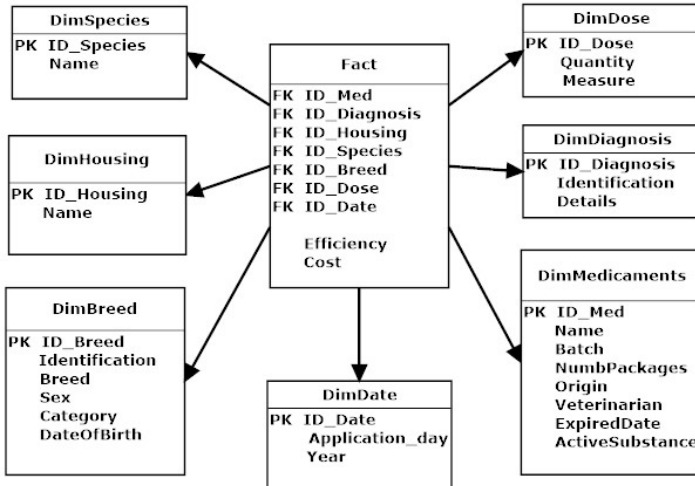 DimSpecies
PK ID_Species
Name
DimHousing
PK ID_Housing
Name
DimBreed
PK ID_Breed
Identification
Breed
Sex
Category
DateOfBirth
Fact
FK ID_Med
FK ID_Diagnosis
FK ID_Housing
FK ID_Species
FK ID_Breed
FK ID_Dose
FK ID_Date
Efficiency
Cost
DimDate
PK ID_Date
Application_day
Year
DimDose
PK ID_Dose
Quantity
Measure
DimDiagnosis
PK ID_Diagnosis
Identification
Details
DimMedicaments
PK ID_Med
Name
Batch
NumbPackages
Origin
Veterinarian
ExpiredDate
ActiveSubstance